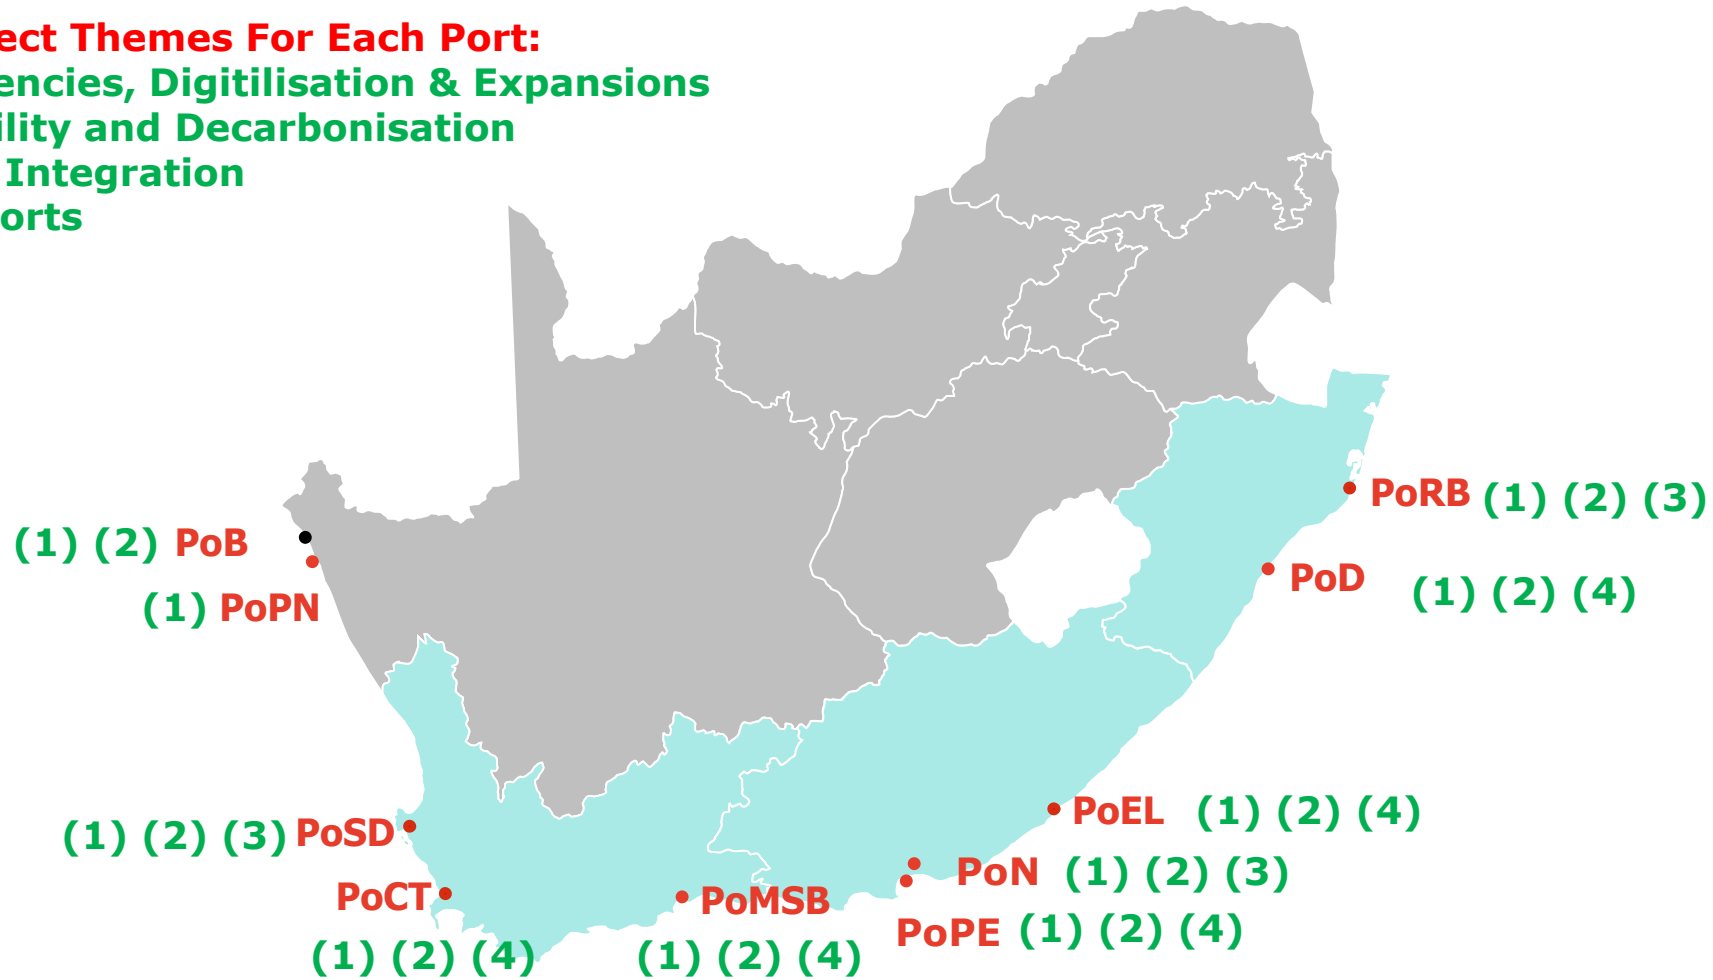 ect Themes For Each Port:
encies, Digitilisation & Expansions
ility and Decarbonisation
Integration
orts
PoRB (1) (2) (3)
(1) (2) PoB
PoD (1) (2) (4)
(1) PoPN
PoEL (1) (2) (4)
(1) (2) (3) PoSD
PoN (1) (2) (3)
PoCT
PoMSB
PoPE (1) (2) (4)
(1) (2) (4)
(1) (2) (4)